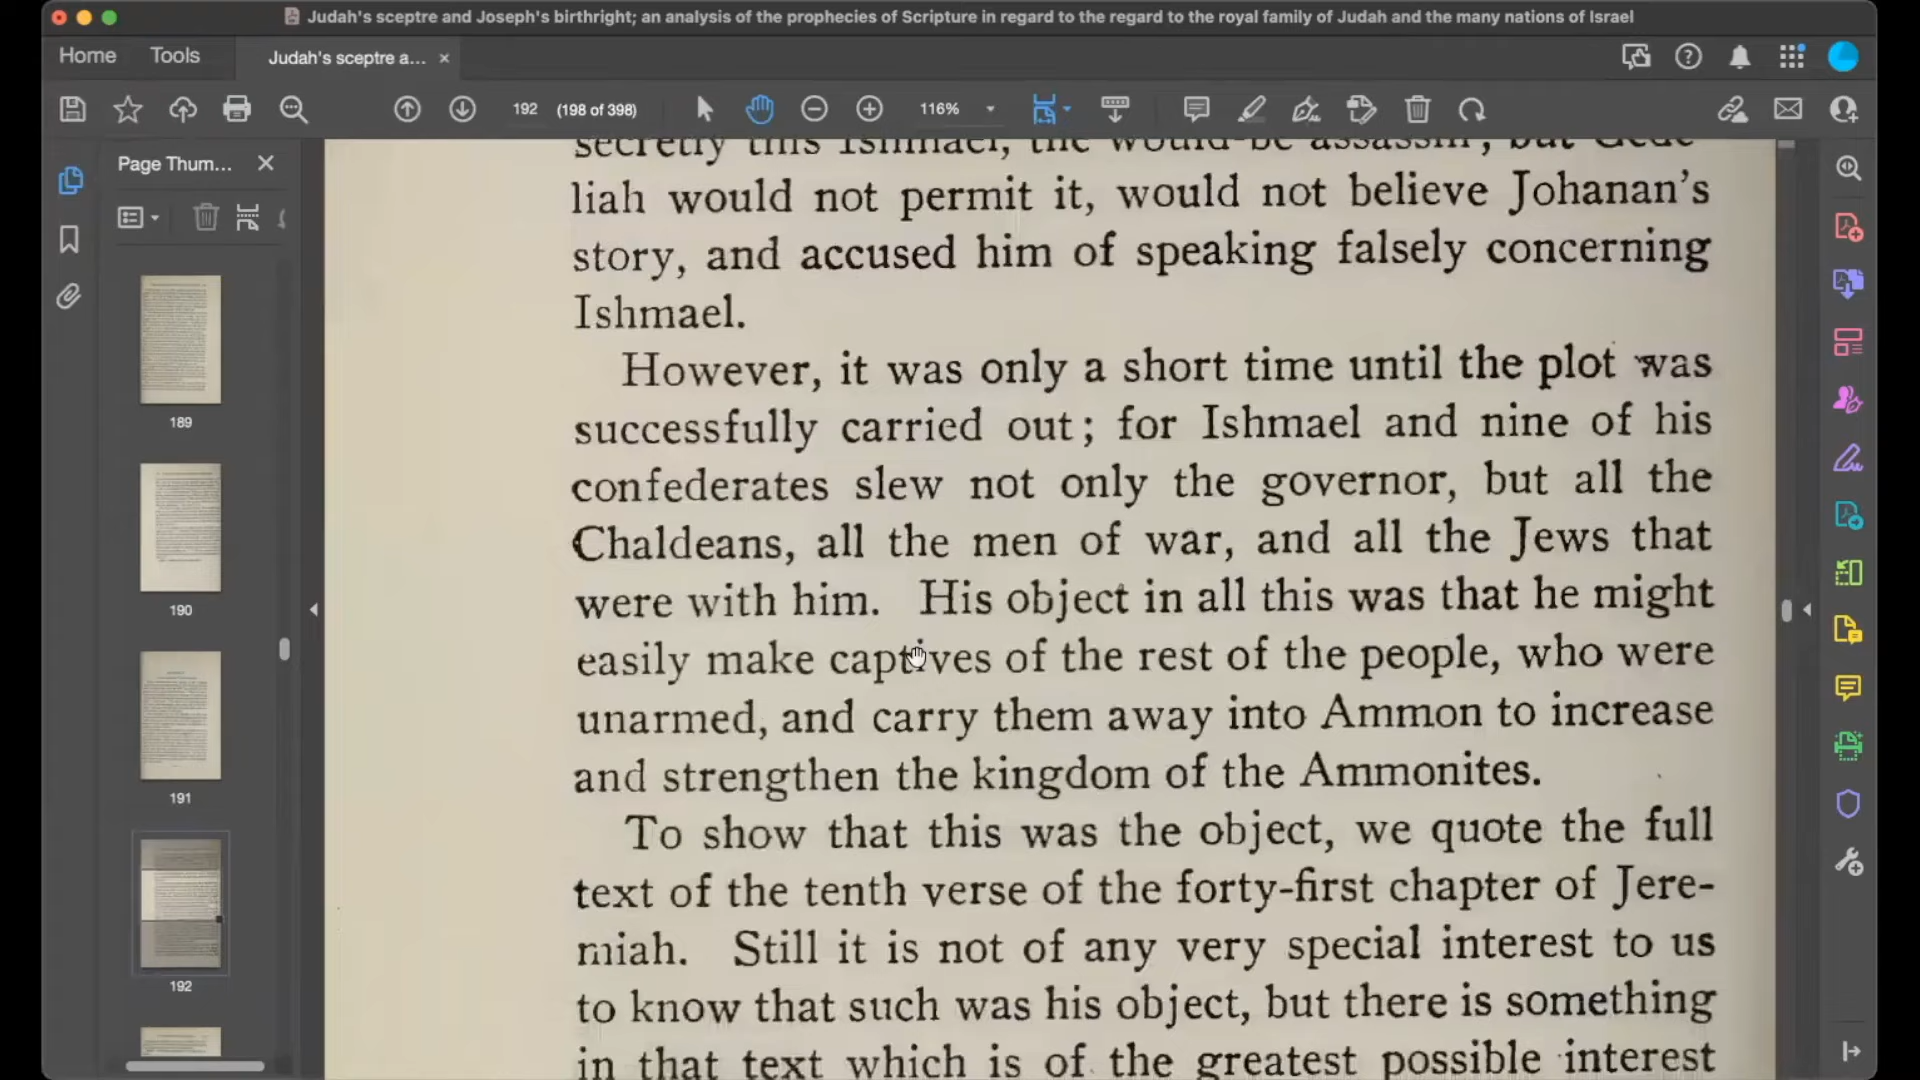 Judah's sceptre and Joseph's birthright; an analysis of the prophecies of Scripture in regard to the regard to the royal family of Judah and the many nations of Israel
Home Tools Judah's sceptre a...
192 (198 of 398) 116%
Page Thum...
189
190
191
192
secretly this Ishmael, the would-be assassin; but Gede-
liah would not permit it, would not believe Johanan's
story, and accused him of speaking falsely concerning
Ishmael.
However, it was only a short time until the plot was
successfully carried out; for Ishmael and nine of his
confederates slew not only the governor, but all the
Chaldeans, all the men of war, and all the Jews that
were with him. His object in all this was that he might
easily make captives of the rest of the people, who were
unarmed, and carry them away into Ammon to increase
and strengthen the kingdom of the Ammonites.
To show that this was the object, we quote the full
text of the tenth verse of the forty-first chapter of Jere-
miah. Still it is not of any very special interest to us
to know that such was his object, but there is something
in that text which is of the greatest possible interest